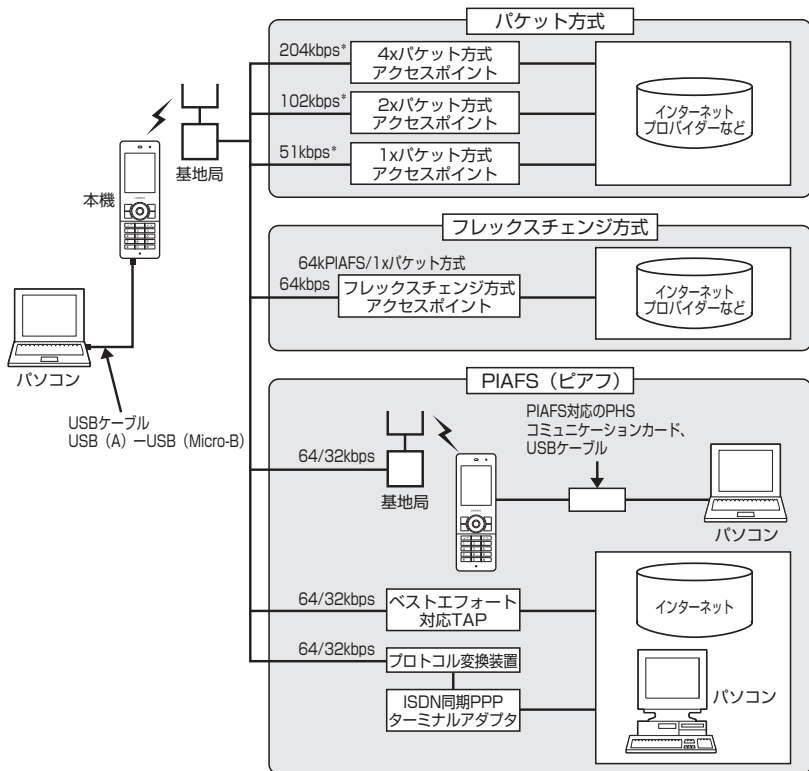 パケット方式
204kbps*
4xパケット方式
アクセスポイント
102kbps*
2xパケット方式
アクセスポイント
51kbps*
1xパケット方式
アクセスポイント
インターネット
プロバイダーなど
基地局
本機
パソコン
USBケーブル
USB（A）ーUSB（Micro-B）
フレックスチェンジ方式
64kPIAFS/1xパケット方式
64kbps
フレックスチェンジ方式
アクセスポイント
インターネット
プロバイダーなど
PIAFS（ピアフ）
PIAFS対応のPHS
コミュニケーションカード、
USBケーブル
64/32kbps
基地局
パソコン
64/32kbps
ベストエフォート
対応TAP
インターネット
64/32kbps
プロトコル変換装置
ISDN同期PPP
ターミナルアダプタ
パソコン